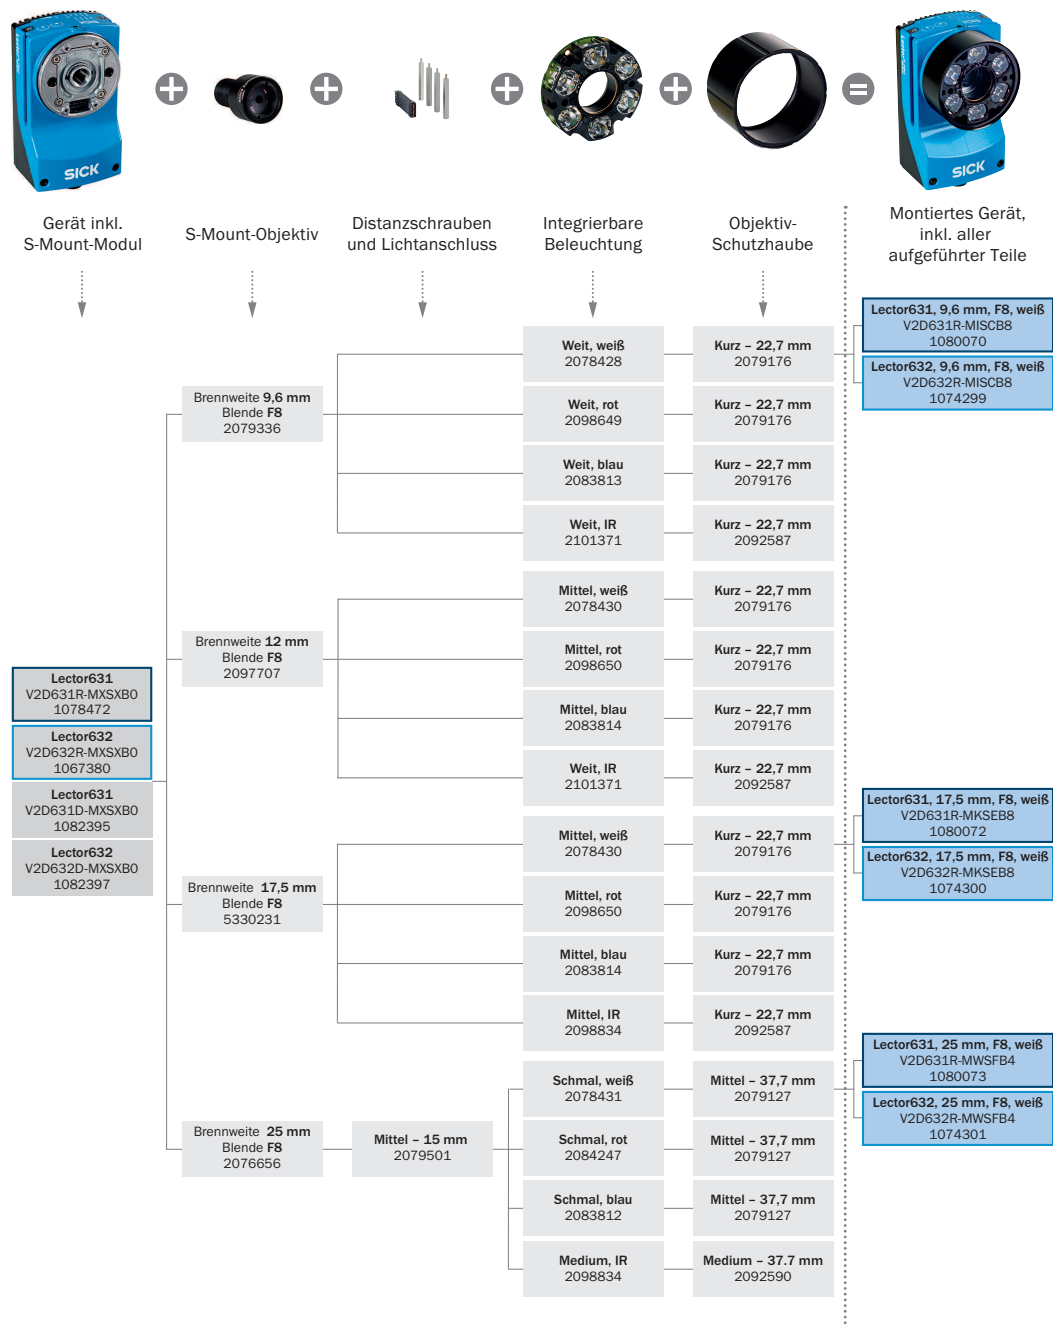 SICK
SICK
Gerät inkl.
S-Mount-Modul
S-Mount-Objektiv
Distanzschrauben
und Lichtanschluss
Integrierbare
Beleuchtung
Objektiv-
Schutzhaube
Montiertes Gerät,
inkl. aller
aufgeführter Teile
Lector631
V2D631R-MXSXB0
1078472
Lector632
V2D632R-MXSXB0
1067380
Lector631
V2D631D-MXSXB0
1082395
Lector632
V2D632D-MXSXB0
1082397
Brennweite 9,6 mm
Blende F8
2079336
Weit, weiß
2078428
Kurz – 22,7 mm
2079176
Lector631, 9,6 mm, F8, weiß
V2D631R-MISCB8
1080070
Lector632, 9,6 mm, F8, weiß
V2D632R-MISCB8
1074299
Weit, rot
2098649
Kurz – 22,7 mm
2079176
Weit, blau
2083813
Kurz – 22,7 mm
2079176
Weit, IR
2101371
Kurz – 22,7 mm
2092587
Brennweite 12 mm
Blende F8
2097707
Mittel, weiß
2078430
Kurz – 22,7 mm
2079176
Mittel, rot
2098650
Kurz – 22,7 mm
2079176
Mittel, blau
2083814
Kurz – 22,7 mm
2079176
Weit, IR
2101371
Kurz – 22,7 mm
2092587
Brennweite 17,5 mm
Blende F8
5330231
Mittel, weiß
2078430
Kurz – 22,7 mm
2079176
Lector631, 17,5 mm, F8, weiß
V2D631R-MKSEB8
1080072
Lector632, 17,5 mm, F8, weiß
V2D632R-MKSEB8
1074300
Mittel, rot
2098650
Kurz – 22,7 mm
2079176
Mittel, blau
2083814
Kurz – 22,7 mm
2079176
Mittel, IR
2098834
Kurz – 22,7 mm
2092587
Brennweite 25 mm
Blende F8
2076656
Mittel – 15 mm
2079501
Schmal, weiß
2078431
Mittel – 37,7 mm
2079127
Lector631, 25 mm, F8, weiß
V2D631R-MWSFB4
1080073
Lector632, 25 mm, F8, weiß
V2D632R-MWSFB4
1074301
Schmal, rot
2084247
Mittel – 37,7 mm
2079127
Schmal, blau
2083812
Mittel – 37,7 mm
2079127
Medium, IR
2098834
Medium – 37.7 mm
2092590